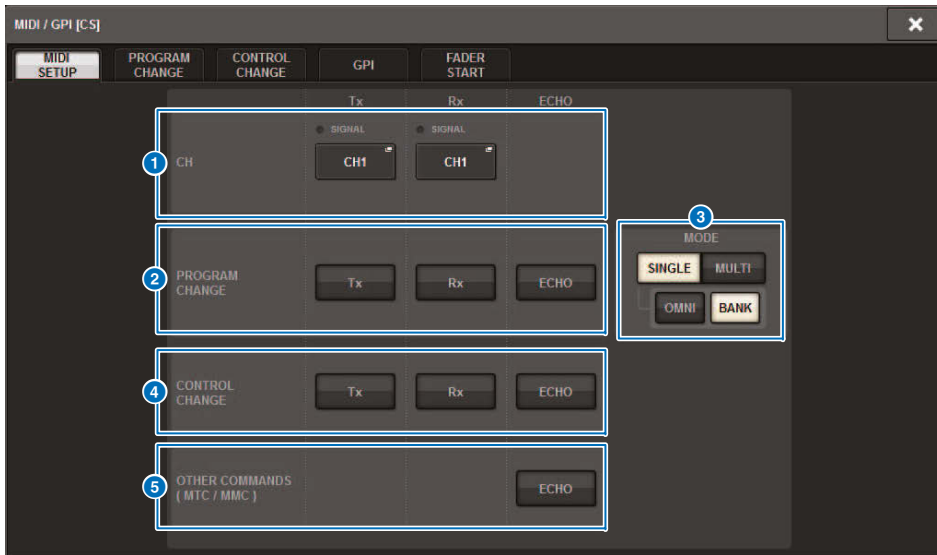 MIDI / GPI [CS]
MIDI SETUP
PROGRAM CHANGE
CONTROL CHANGE
GPI
FADER START
Tx Rx ECHO
SIGNAL SIGNAL
1 CH CH1 CH1
3
MODE
SINGLE MULTI
OMNI BANK
2 PROGRAM CHANGE Tx Rx ECHO
4 CONTROL CHANGE Tx Rx ECHO
5 OTHER COMMANDS
( MTC / MMC ) ECHO